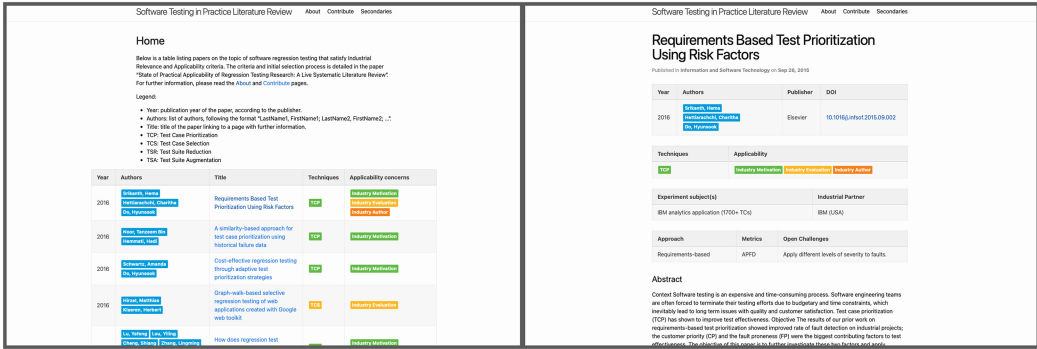 Software Testing in Practice Literature Review About Contribute Secondaries
Home
Below is a table listing papers on the topic of software regression testing that satisfy Industrial
Relevance and Applicability criteria. The criteria and initial selection process is detailed in the paper
"State of Practical Applicability of Regression Testing Research: A Live Systematic Literature Review".
For further information, please read the About and Contribute pages.
Legend:
• Year: publication year of the paper, according to the publisher.
• Authors: list of authors, following the format "LastName1, FirstName1; LastName2, FirstName2; ...".
• Title: title of the paper linking to a page with further information.
• TCP: Test Case Prioritization
• TCS: Test Case Selection
• TSR: Test Suite Reduction
• TSA: Test Suite Augmentation
Year Authors Title Techniques Applicability concerns
2016
Srikanth, Hema
Hettiarachchi, Charitha
Do, Hyunsook
Requirements Based Test
Prioritization Using Risk Factors
TCP
Industry Motivation
Industry Evaluation
Industry Author
2016
Noor, Tanzeem Bin
Hemmati, Hadi
A similarity-based approach for
test case prioritization using
historical failure data
TCP
Industry Motivation
2016
Schwartz, Amanda
Do, Hyunsook
Cost-effective regression testing
through adaptive test
prioritization strategies
TCP
Industry Motivation
2016
Hirzel, Matthias
Klaeren, Herbert
Graph-walk-based selective
regression testing of web
applications created with Google
web toolkit
TCS
Industry Evaluation
Lu, Yafeng Lou, Yiling
Cheng, Shiang Zhang, Lingming
How does regression test
Industry Motivation
Software Testing in Practice Literature Review About Contribute Secondaries
Requirements Based Test Prioritization
Using Risk Factors
Published in Information and Software Technology on Sep 26, 2015
Year Authors Publisher DOI
2016
Srikanth, Hema
Hettiarachchi, Charitha
Do, Hyunsook
Elsevier
10.1016/j.infsof.2015.09.002
Techniques Applicability
TCP Industry Motivation Industry Evaluation Industry Author
Experiment subject(s) Industrial Partner
IBM analytics application (1700+ TCs) IBM (USA)
Approach Metrics Open Challenges
Requirements-based APFD Apply different levels of severity to faults.
Abstract
Context Software testing is an expensive and time-consuming process. Software engineering teams
are often forced to terminate their testing efforts due to budgetary and time constraints, which
inevitably lead to long term issues with quality and customer satisfaction. Test case prioritization
(TCP) has shown to improve test effectiveness. Objective The results of our prior work on
requirements-based test prioritization showed improved rate of fault detection on industrial projects;
the customer priority (CP) and the fault proneness (FP) were the biggest contributing factors to test
effectiveness. The objective of this paper is to further investigate these two factors and apply